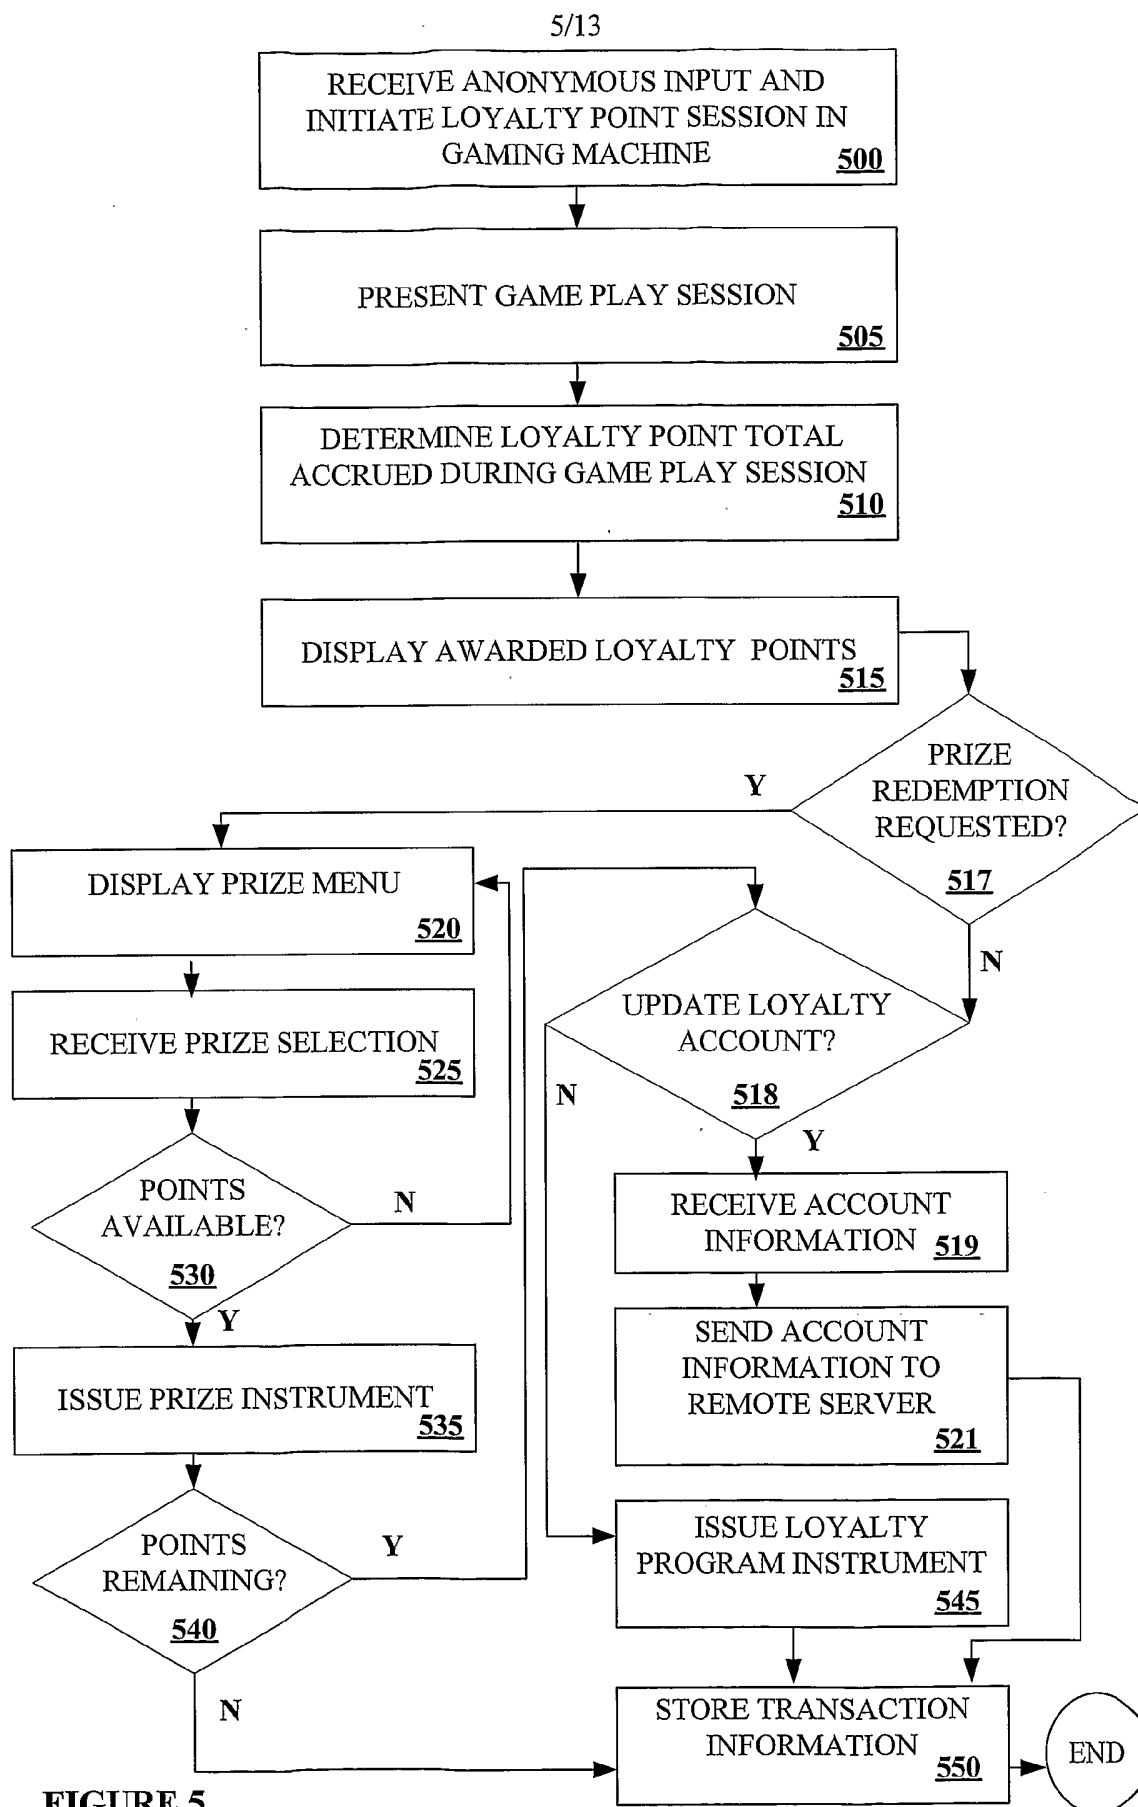 5/13
RECEIVE ANONYMOUS INPUT AND
INITIATE LOYALTY POINT SESSION IN
GAMING MACHINE
500
PRESENT GAME PLAY SESSION
505
DETERMINE LOYALTY POINT TOTAL
ACCRUED DURING GAME PLAY SESSION
510
DISPLAY AWARDED LOYALTY POINTS
515
PRIZE
REDEMPTION
REQUESTED?
517
Y
N
DISPLAY PRIZE MENU
520
RECEIVE PRIZE SELECTION
525
POINTS
AVAILABLE?
530
N
Y
ISSUE PRIZE INSTRUMENT
535
POINTS
REMAINING?
540
Y
N
UPDATE LOYALTY
ACCOUNT?
518
N
Y
RECEIVE ACCOUNT
INFORMATION
519
SEND ACCOUNT
INFORMATION TO
REMOTE SERVER
521
ISSUE LOYALTY
PROGRAM INSTRUMENT
545
STORE TRANSACTION
INFORMATION
550
END
FIGURE 5